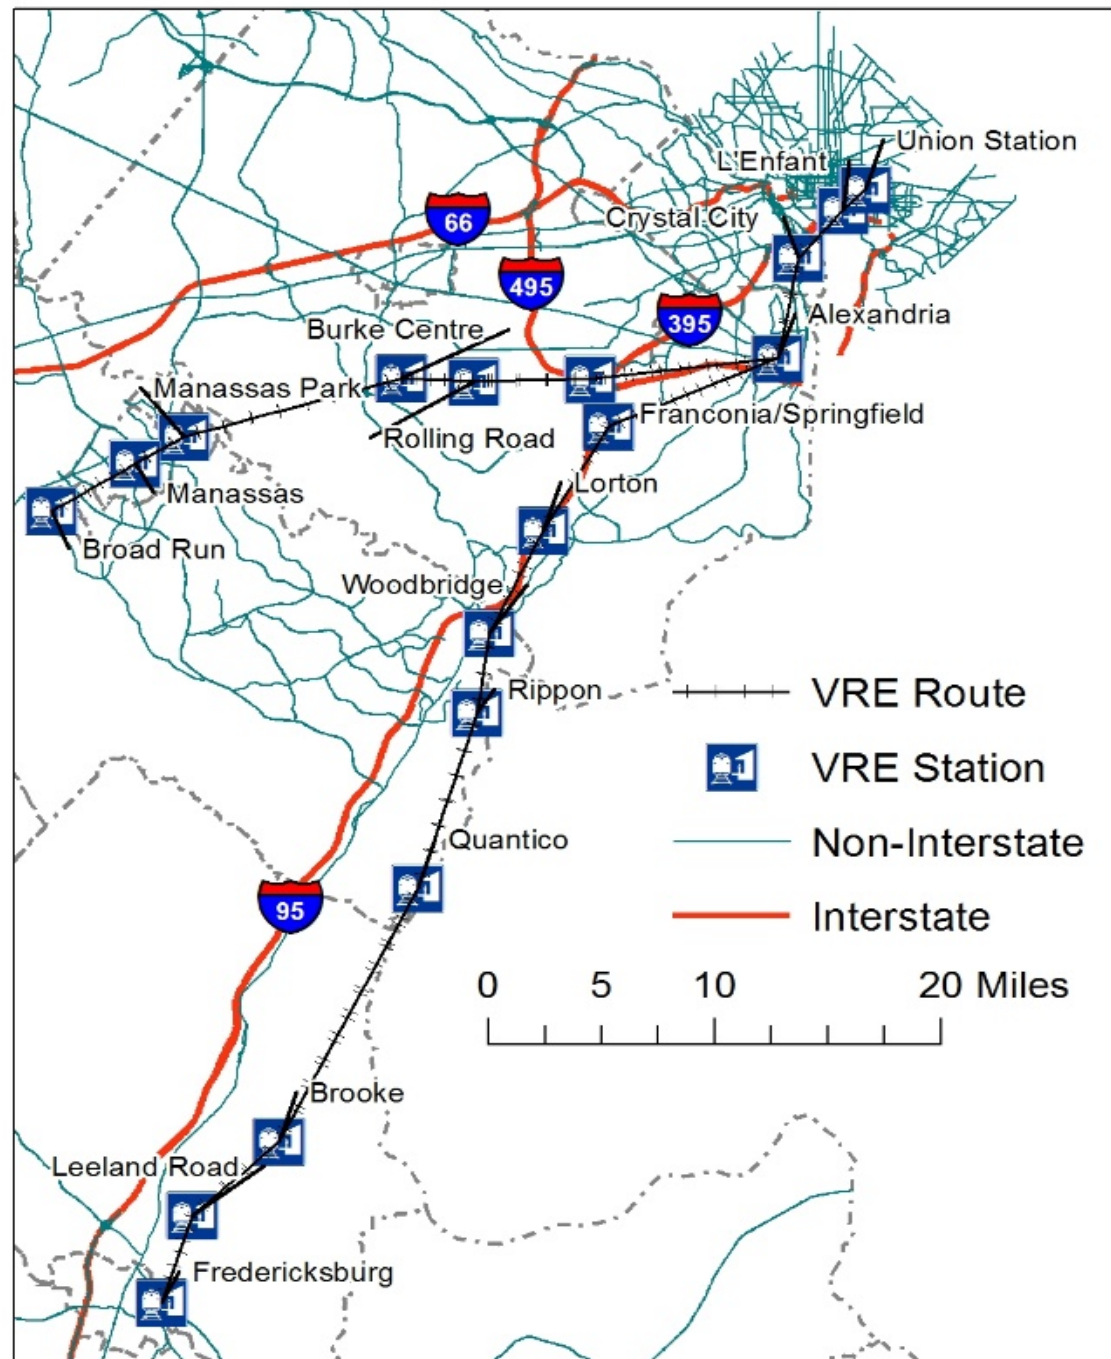 Union Station
L'Enfant
66
Crystal City
495
395
Alexandria
Burke Centre
Manassas Park
Franconia/Springfield
Rolling Road
Lorton
Manassas
Broad Run
Woodbridge
Rippon
VRE Route
VRE Station
Quantico
Non-Interstate
95
Interstate
0 5 10 20 Miles
Brooke
Leeland Road
Fredericksburg